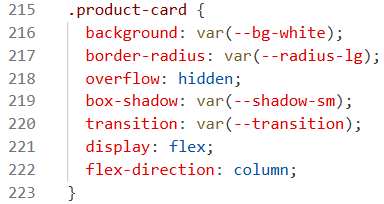 215 .product-card {
216 background: var(--bg-white);
217 border-radius: var(--radius-lg);
218 overflow: hidden;
219 box-shadow: var(--shadow-sm);
220 transition: var(--transition);
221 display: flex;
222 flex-direction: column;
223 }